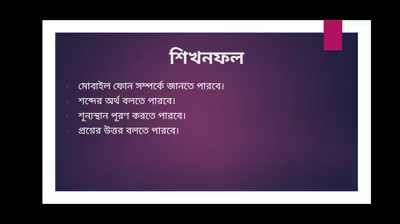 শিখনফল
মোবাইল ফোন সম্পর্কে জানতে পারবে।
শব্দের অর্থ বলতে পারবে।
শূন্যস্থান পূরণ করতে পারবে।
প্রশ্নের উত্তর বলতে পারবে।